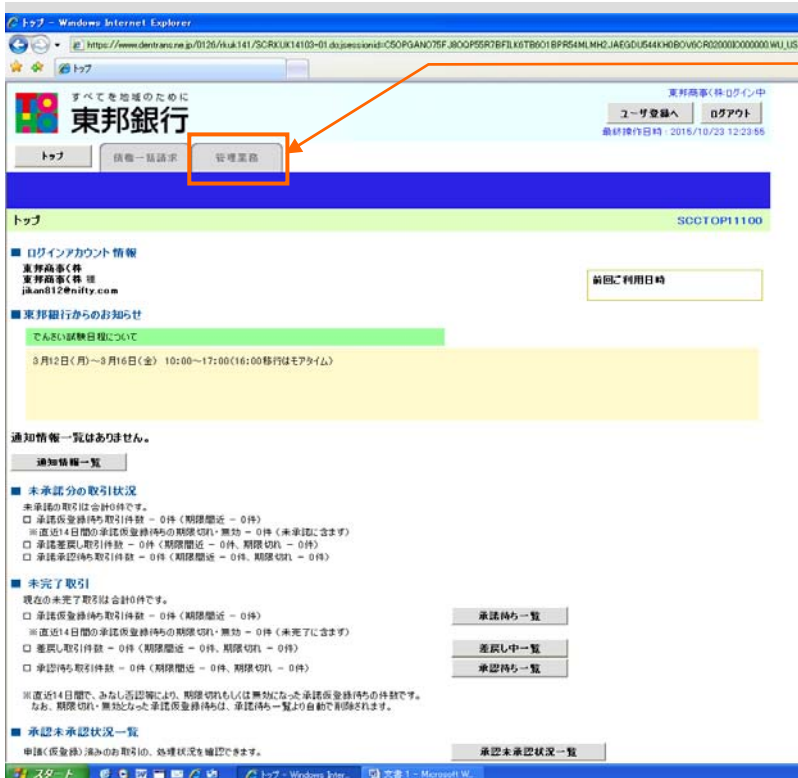 トップ - Windows Internet Explorer
トップ
すべてを地域のために
東邦銀行
東邦商事(株:ログイン中
ユーザ登録へ ログアウト
最終操作日時:2015/10/23 12:23:55
トップ 債権一括請求 管理業務
トップ SCCTOP11100
■ ログインアカウント情報
東邦商事(株
東邦商事(株
jikan812@nifty.com
前回ご利用日時
■東邦銀行からのお知らせ
でんさい試験日程について
3月12日(月)~3月16日(金) 10:00~17:00(16:00移行はモアタイム)
通知情報一覧はありません。
通知情報一覧
■ 未承諾分の取引状況
未承諾の取引は合計0件です。
□ 承諾仮登録待ち取引件数 - 0件(期限間近 - 0件)
※直近14日間の承諾仮登録待ちの期限切れ・無効 - 0件(未承諾に含ます)
□ 承諾差戻し取引件数 - 0件(期限間近 - 0件、期限切れ - 0件)
□ 承諾承認待ち取引件数 - 0件(期限間近 - 0件、期限切れ - 0件)
■ 未完了取引
現在の未完了取引は合計0件です。
□ 承諾仮登録待ち取引件数 - 0件(期限間近 - 0件) 承諾待ち一覧
※直近14日間の承諾仮登録待ちの期限切れ・無効 - 0件(未完了に含ます)
□ 差戻し取引件数 - 0件(期限間近 - 0件、期限切れ - 0件) 差戻し中一覧
□ 承認待ち取引件数 - 0件(期限間近 - 0件、期限切れ - 0件) 承認待ち一覧
※直近14日間で、みなし否認等により、期限切れもしくは無効になった承諾仮登録待ちの件数です。
なお、期限切れ・無効となった承諾仮登録待ちは、承諾待ち一覧より自動で削除されます。
■ 承認未承認状況一覧
申請(仮登録)済みのお取引の、処理状況を確認できます。 承認未承認状況一覧
スタート トップ - Windows Inter... 文書 1 - Microsoft W...